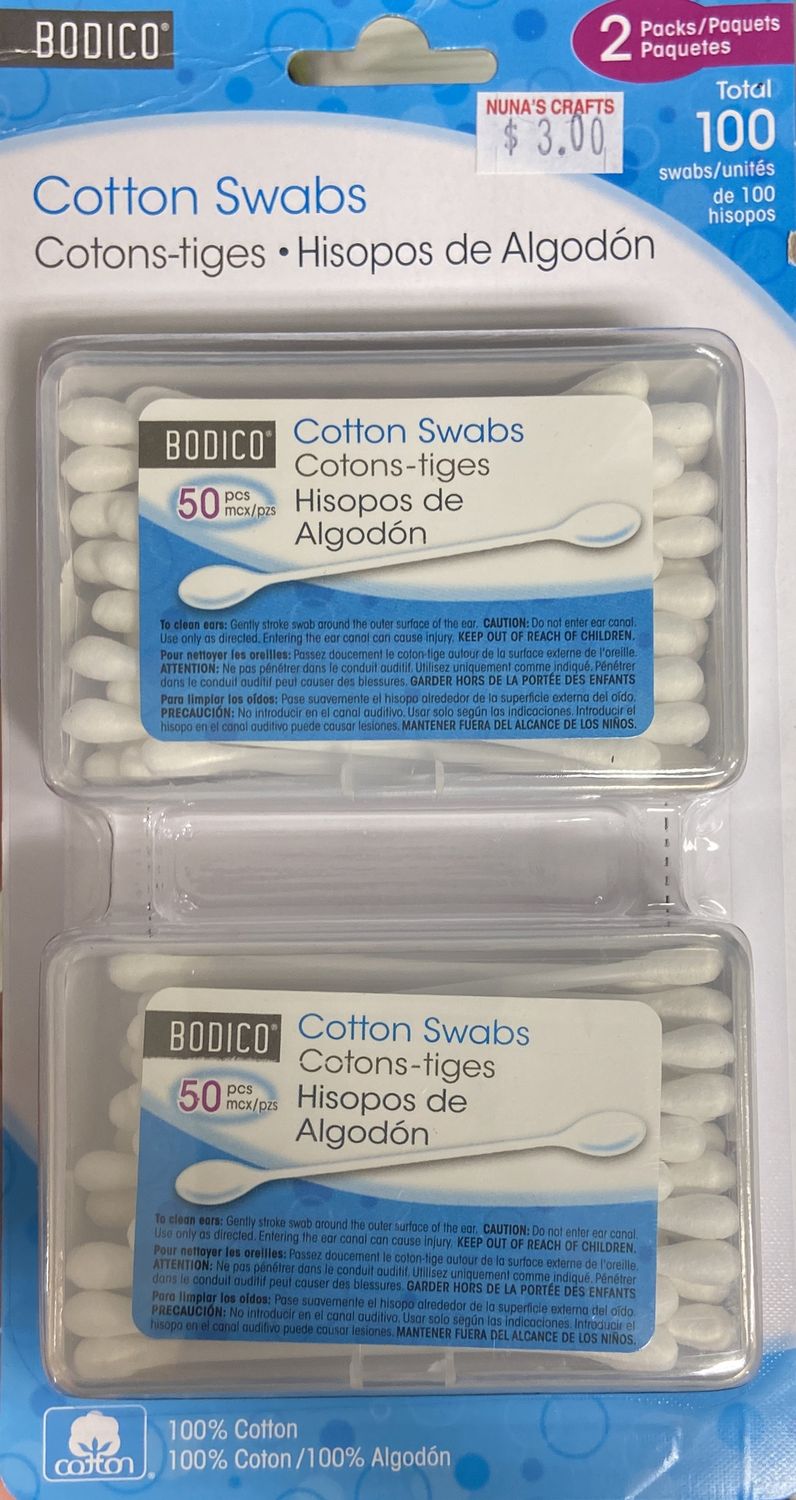 BODICO®
2 Packs/Paquets
Paquetes
Total
100
swabs/unités
de 100
hisopos
NUNA'S CRAFTS
$ 3.00
Cotton Swabs
Cotons-tiges • Hisopos de Algodón
BODICO®
Cotton Swabs
Cotons-tiges
50 pcs
mcx/pzs
Hisopos de
Algodón
To clean ears: Gently stroke swab around the outer surface of the ear. CAUTION: Do not enter ear canal.
Use only as directed. Entering the ear canal can cause injury. KEEP OUT OF REACH OF CHILDREN.
Pour nettoyer les oreilles: Passez doucement le coton-tige autour de la surface externe de l'oreille.
ATTENTION: Ne pas pénétrer dans le conduit auditif. Utilisez uniquement comme indiqué. Pénétrer
dans le conduit auditif peut causer des blessures. GARDER HORS DE LA PORTÉE DES ENFANTS
Para limpiar los oídos: Pase suavemente el hisopo alrededor de la superficie externa del oído.
PRECAUCIÓN: No introducir en el canal auditivo. Usar solo según las indicaciones. Introducir el
hisopo en el canal auditivo puede causar lesiones. MANTENER FUERA DEL ALCANCE DE LOS NIÑOS.
BODICO®
Cotton Swabs
Cotons-tiges
50 pcs
mcx/pzs
Hisopos de
Algodón
To clean ears: Gently stroke swab around the outer surface of the ear. CAUTION: Do not enter ear canal.
Use only as directed. Entering the ear canal can cause injury. KEEP OUT OF REACH OF CHILDREN.
Pour nettoyer les oreilles: Passez doucement le coton-tige autour de la surface externe de l'oreille.
ATTENTION: Ne pas pénétrer dans le conduit auditif. Utilisez uniquement comme indiqué. Pénétrer
dans le conduit auditif peut causer des blessures. GARDER HORS DE LA PORTÉE DES ENFANTS
Para limpiar los oídos: Pase suavemente el hisopo alrededor de la superficie externa del oído.
PRECAUCIÓN: No introducir en el canal auditivo. Usar solo según las indicaciones. Introducir el
hisopo en el canal auditivo puede causar lesiones. MANTENER FUERA DEL ALCANCE DE LOS NIÑOS.
cotton®
100% Cotton
100% Coton/100% Algodón